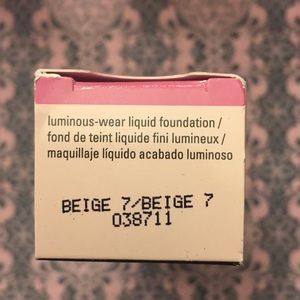 luminous-wear liquid foundation /
fond de teint liquide fini lumineux /
maquillaje líquido acabado luminoso
BEIGE 7/BEIGE 7
038711